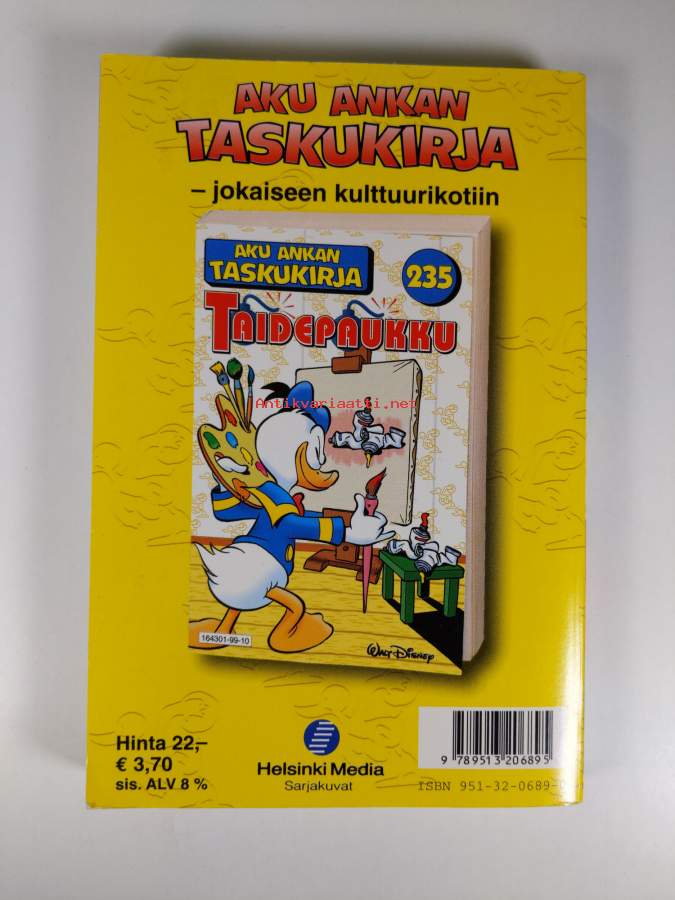 AKU ANKAN
TASKUKIRJA
– jokaiseen kulttuurikotiin
AKU ANKAN
TASKUKIRJA
235
TAIDEPAUKKU
Antikvariaatti.net
164301-99-10
WALT DISNEY
Hinta 22,–
€ 3,70
sis. ALV 8 %
Helsinki Media
Sarjakuvat
9 789513 206895
ISBN 951-32-0689-